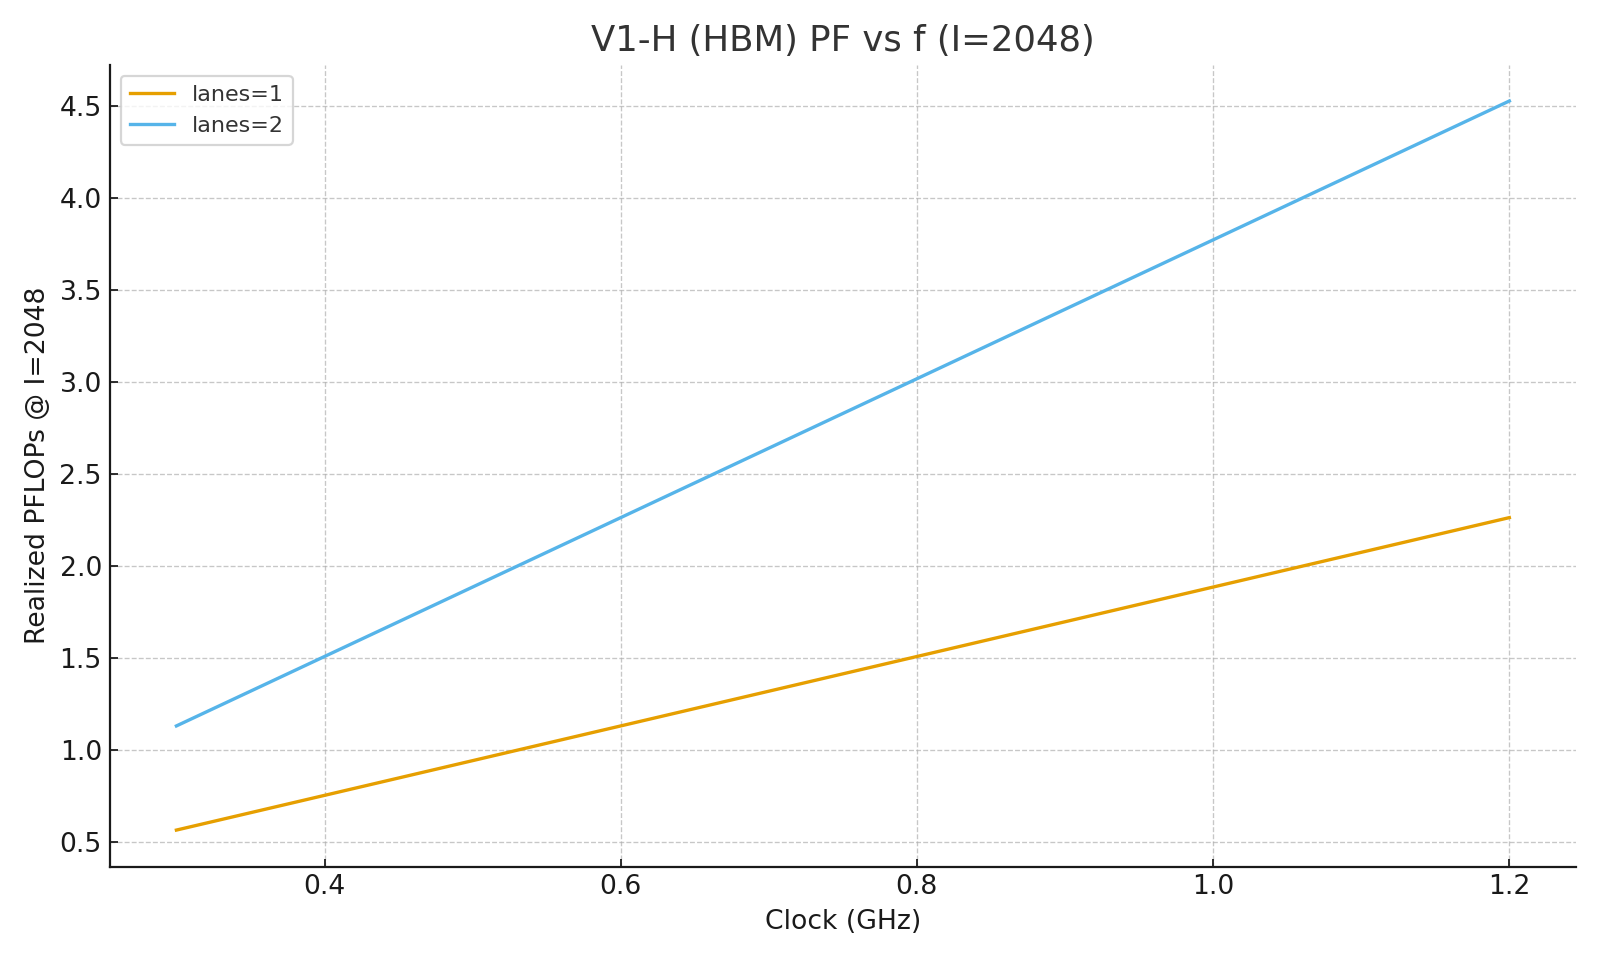 V1-H (HBM) PF vs f (I=2048)
lanes=1
lanes=2
Realized PFLOPs @ I=2048
4.5
4.0
3.5
3.0
2.5
2.0
1.5
1.0
0.5
0.4 0.6 0.8 1.0 1.2
Clock (GHz)